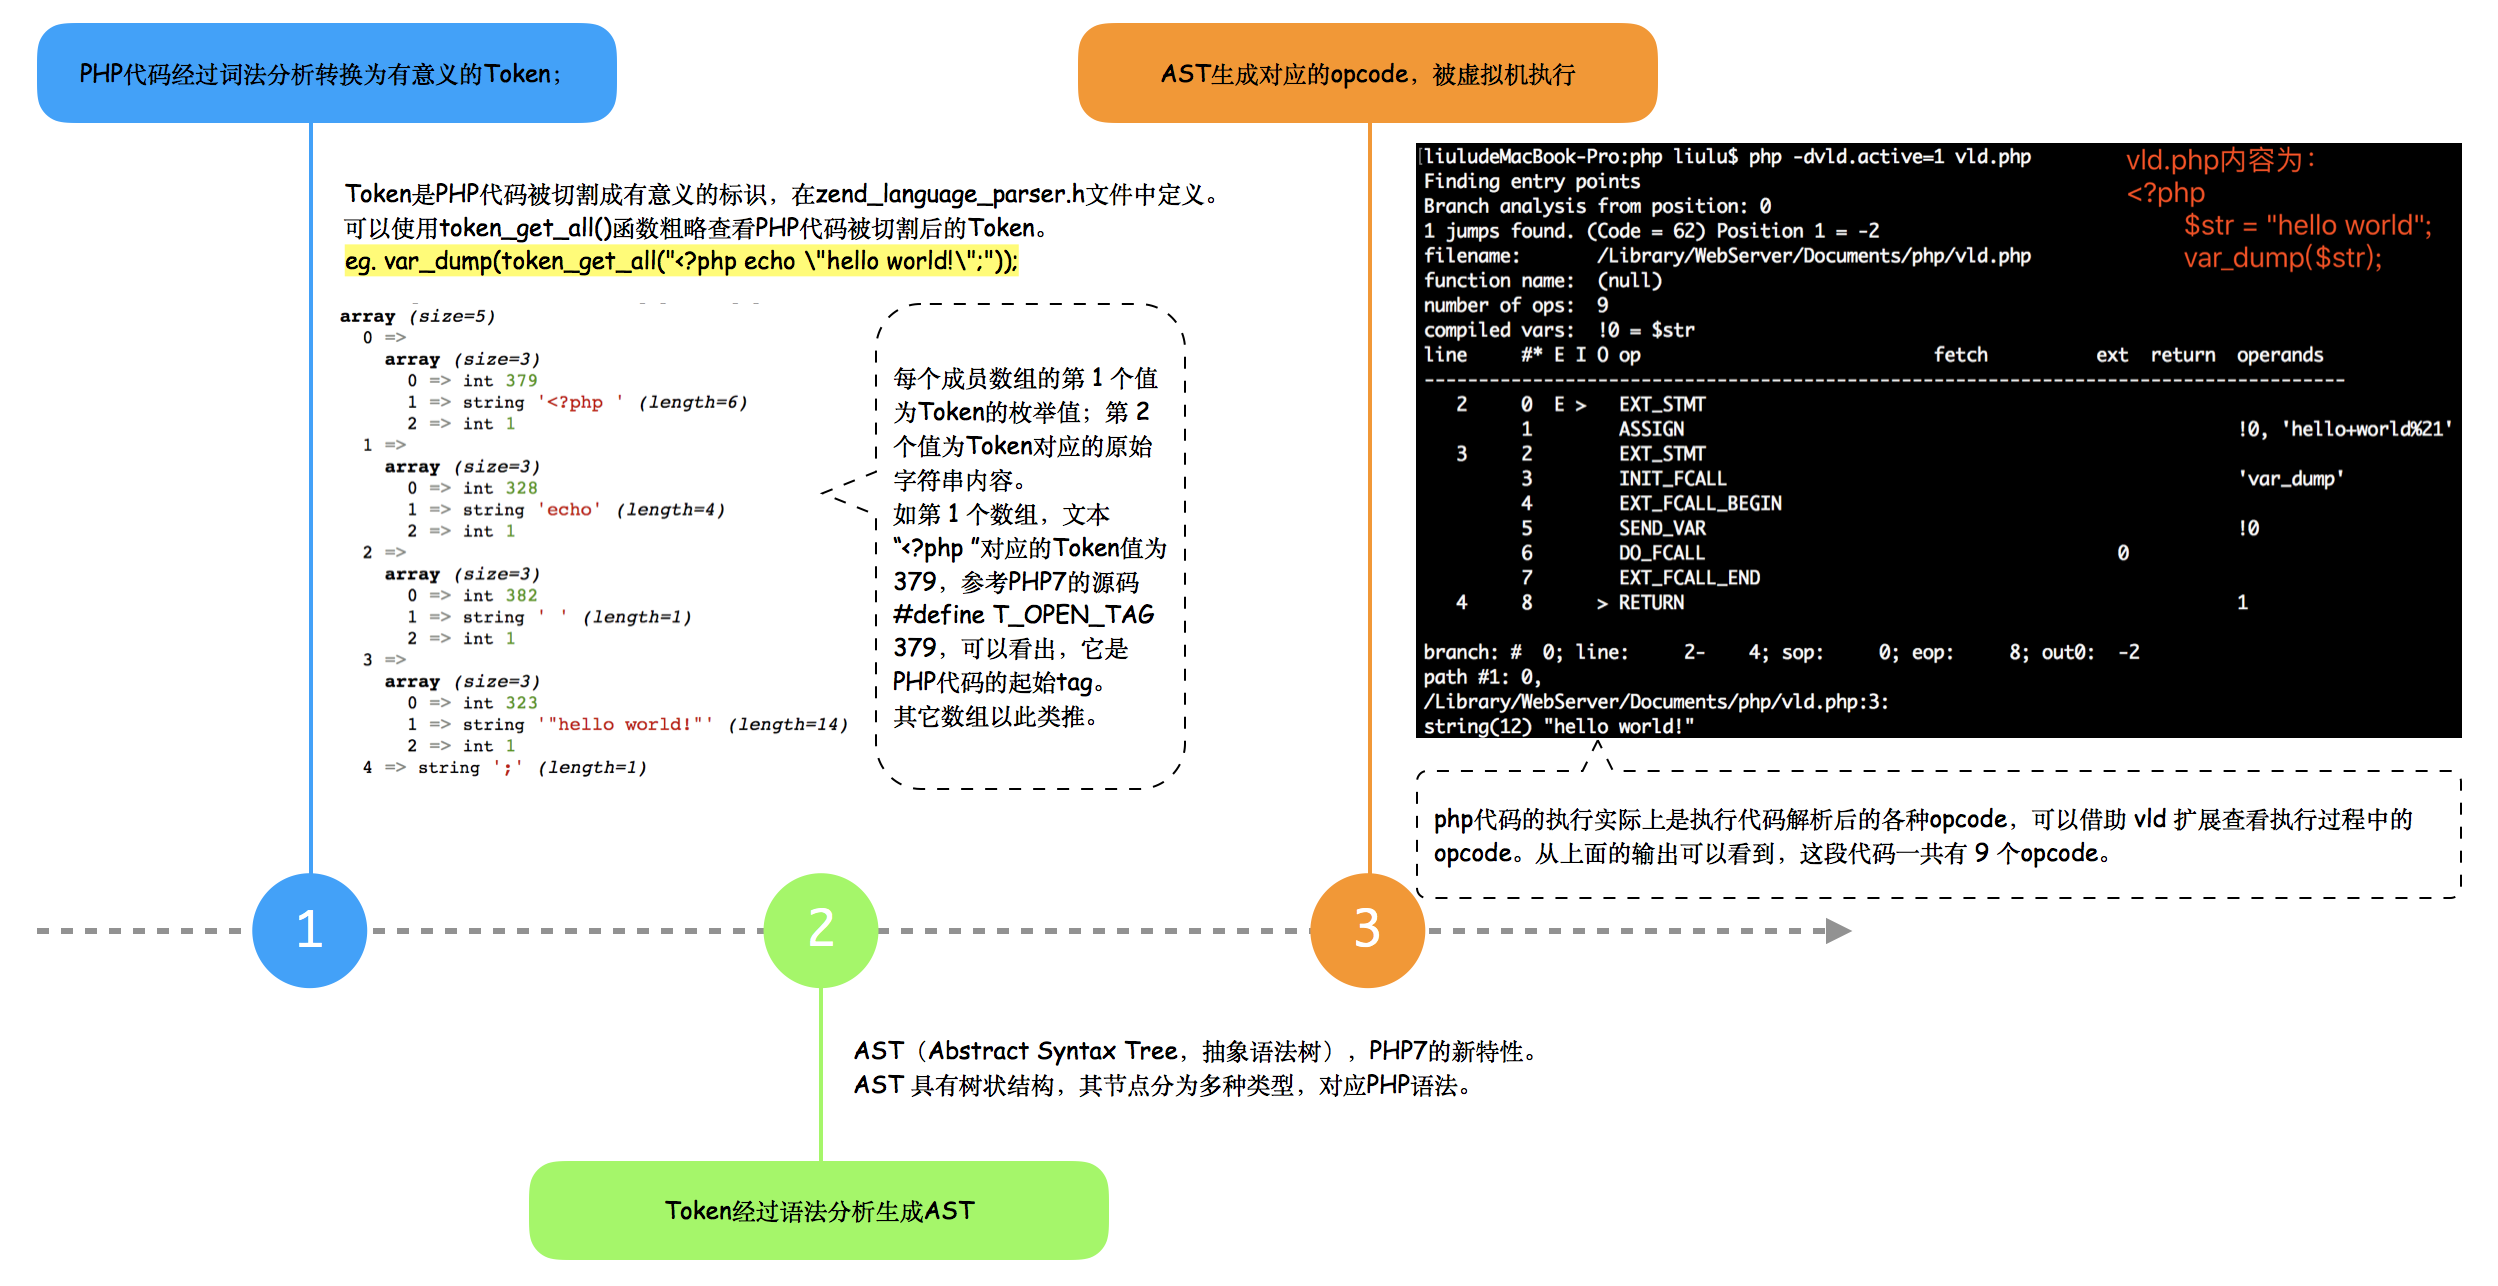 PHP代码经过词法分析转换为有意义的Token；
AST生成对应的opcode，被虚拟机执行
Token是PHP代码被切割成有意义的标识，在zend_language_parser.h文件中定义。
可以使用token_get_all()函数粗略查看PHP代码被切割后的Token。
eg. var_dump(token_get_all("<?php echo \"hello world!\";"));
array (size=5)
0 =>
array (size=3)
0 => int 379
1 => string '<?php ' (length=6)
2 => int 1
1 =>
array (size=3)
0 => int 328
1 => string 'echo' (length=4)
2 => int 1
2 =>
array (size=3)
0 => int 382
1 => string ' ' (length=1)
2 => int 1
3 =>
array (size=3)
0 => int 323
1 => string '"hello world!"' (length=14)
2 => int 1
4 => string ';' (length=1)
每个成员数组的第 1 个值
为Token的枚举值；第 2
个值为Token对应的原始
字符串内容。
如第 1 个数组，文本
“<?php ”对应的Token值为
379，参考PHP7的源码
#define T_OPEN_TAG
379，可以看出，它是
PHP代码的起始tag。
其它数组以此类推。
[liuludeMacBook-Pro:php liulu$ php -dvld.active=1 vld.php
Finding entry points
Branch analysis from position: 0
1 jumps found. (Code = 62) Position 1 = -2
filename: /Library/WebServer/Documents/php/vld.php
function name: (null)
number of ops: 9
compiled vars: !0 = $str
line #* E I O op fetch ext return operands
-------------------------------------------------------------------------------------
2 0 E > EXT_STMT
1 ASSIGN !0, 'hello+world%21'
3 2 EXT_STMT
3 INIT_FCALL 'var_dump'
4 EXT_FCALL_BEGIN
5 SEND_VAR !0
6 DO_FCALL 0
7 EXT_FCALL_END
4 8 > RETURN 1
branch: # 0; line: 2- 4; sop: 0; eop: 8; out0: -2
path #1: 0,
/Library/WebServer/Documents/php/vld.php:3:
string(12) "hello world!"
vld.php内容为：
<?php
$str = "hello world";
var_dump($str);
php代码的执行实际上是执行代码解析后的各种opcode，可以借助 vld 扩展查看执行过程中的
opcode。从上面的输出可以看到，这段代码一共有 9 个opcode。
1
2
3
AST（Abstract Syntax Tree，抽象语法树），PHP7的新特性。
AST 具有树状结构，其节点分为多种类型，对应PHP语法。
Token经过语法分析生成AST